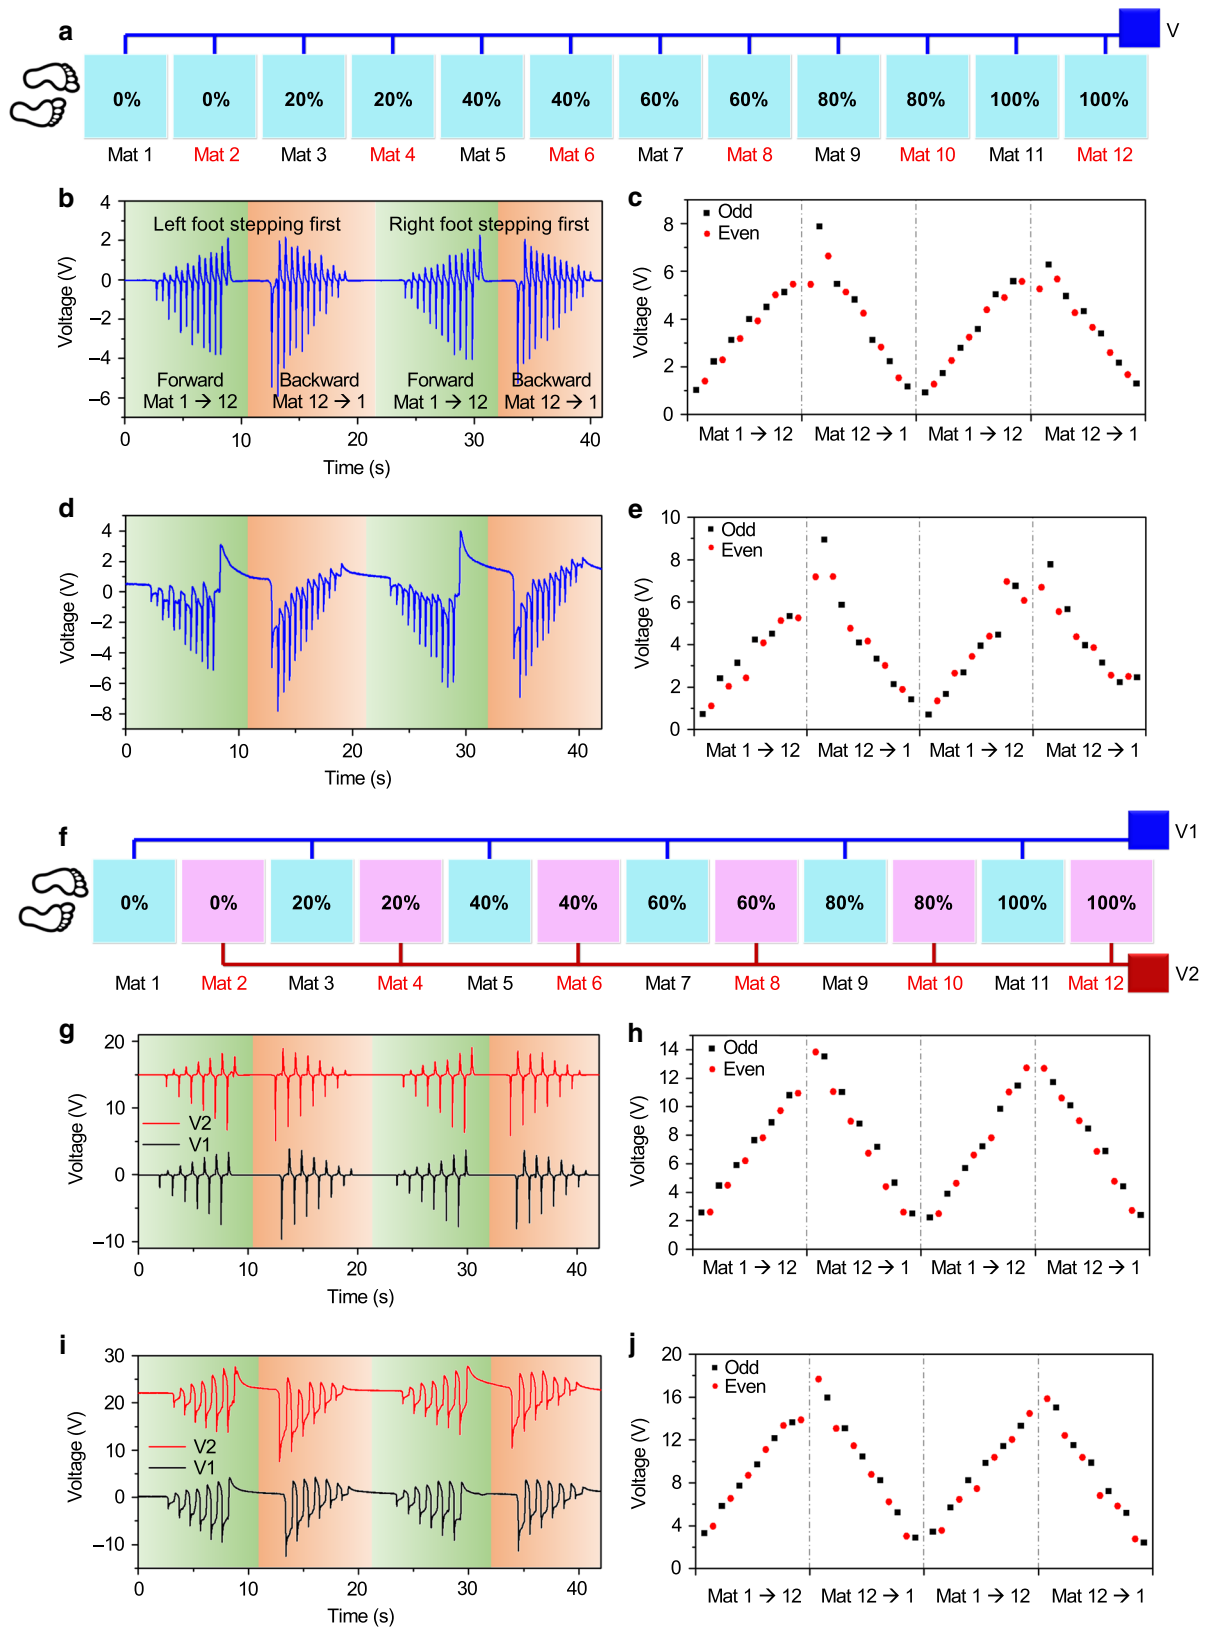 a
V
0% 0% 20% 20% 40% 40% 60% 60% 80% 80% 100% 100%
Mat 1 Mat 2 Mat 3 Mat 4 Mat 5 Mat 6 Mat 7 Mat 8 Mat 9 Mat 10 Mat 11 Mat 12
b
4
2
0
–2
–4
–6
Voltage (V)
Left foot stepping first Right foot stepping first
Forward Backward Forward Backward
Mat 1 → 12 Mat 12 → 1 Mat 1 → 12 Mat 12 → 1
0 10 20 30 40
Time (s)
c
8
6
4
2
0
Voltage (V)
Odd
Even
Mat 1 → 12 Mat 12 → 1 Mat 1 → 12 Mat 12 → 1
d
4
2
0
–2
–4
–6
–8
Voltage (V)
0 10 20 30 40
Time (s)
e
10
8
6
4
2
0
Voltage (V)
Odd
Even
Mat 1 → 12 Mat 12 → 1 Mat 1 → 12 Mat 12 → 1
f
V1
0% 0% 20% 20% 40% 40% 60% 60% 80% 80% 100% 100%
Mat 1 Mat 2 Mat 3 Mat 4 Mat 5 Mat 6 Mat 7 Mat 8 Mat 9 Mat 10 Mat 11 Mat 12
V2
g
20
10
0
–10
Voltage (V)
V2
V1
0 10 20 30 40
Time (s)
h
14
12
10
8
6
4
2
0
Voltage (V)
Odd
Even
Mat 1 → 12 Mat 12 → 1 Mat 1 → 12 Mat 12 → 1
i
30
20
10
0
–10
Voltage (V)
V2
V1
0 10 20 30 40
Time (s)
j
20
16
12
8
4
0
Voltage (V)
Odd
Even
Mat 1 → 12 Mat 12 → 1 Mat 1 → 12 Mat 12 → 1